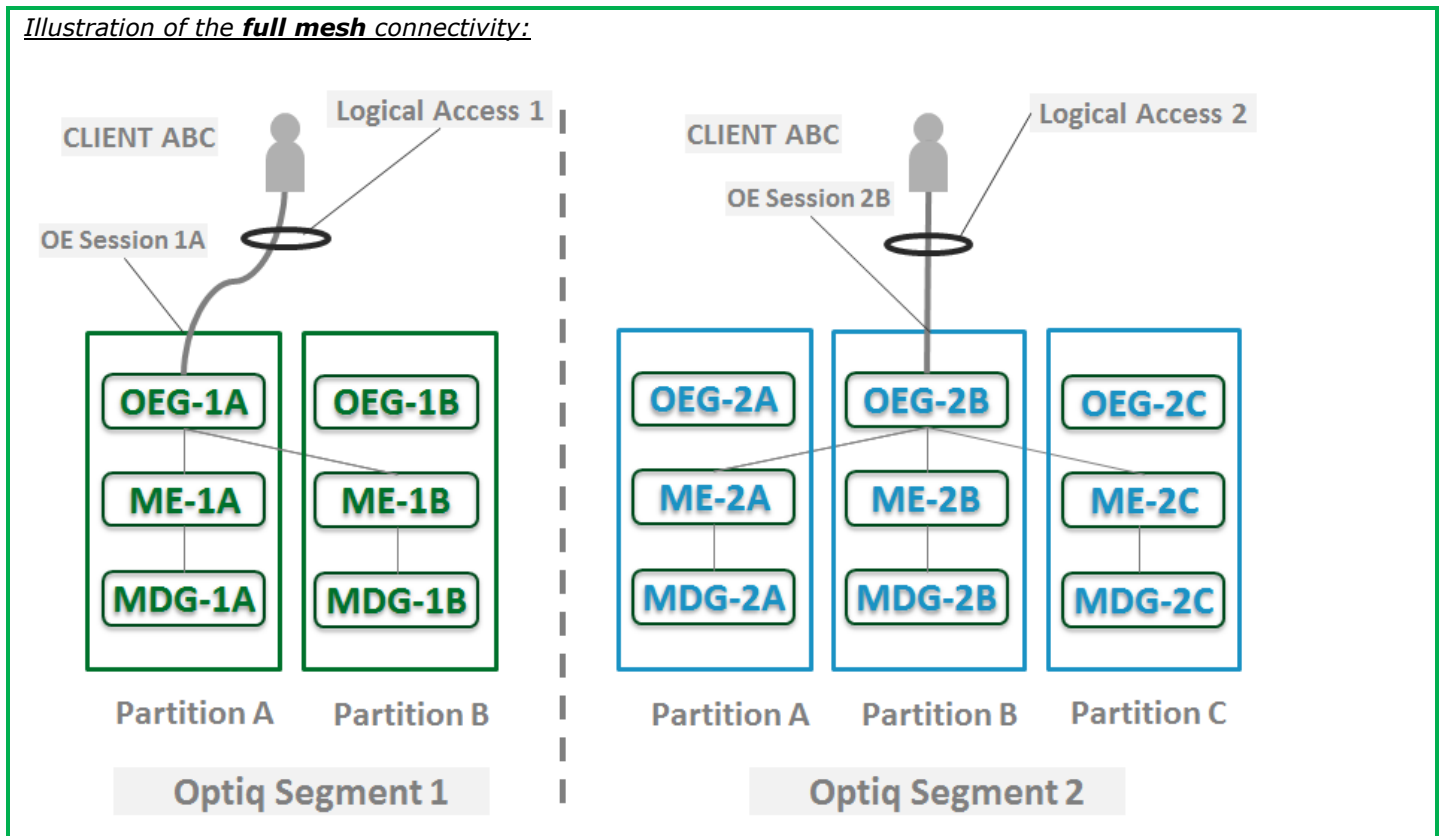 Illustration of the full mesh connectivity:
Logical Access 1
CLIENT ABC
OE Session 1A
OEG-1A
OEG-1B
ME-1A
ME-1B
MDG-1A
MDG-1B
Partition A
Partition B
Optiq Segment 1
Logical Access 2
CLIENT ABC
OE Session 2B
OEG-2A
OEG-2B
OEG-2C
ME-2A
ME-2B
ME-2C
MDG-2A
MDG-2B
MDG-2C
Partition A
Partition B
Partition C
Optiq Segment 2